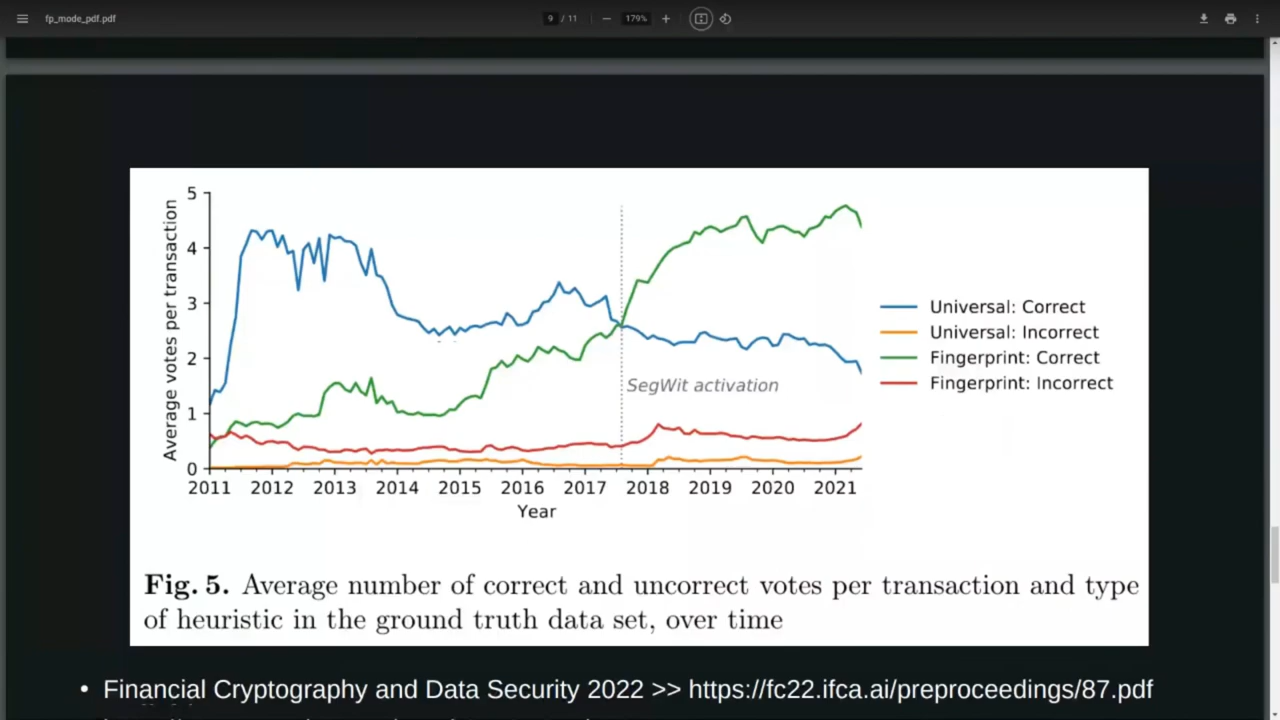 fp_mode_pdf.pdf
9 / 11
179%
5
4
3
2
1
0
Average votes per transaction
SegWit activation
2011 2012 2013 2014 2015 2016 2017 2018 2019 2020 2021
Year
Universal: Correct
Universal: Incorrect
Fingerprint: Correct
Fingerprint: Incorrect
Fig. 5. Average number of correct and uncorrect votes per transaction and type
of heuristic in the ground truth data set, over time
• Financial Cryptography and Data Security 2022 >> https://fc22.ifca.ai/preproceedings/87.pdf